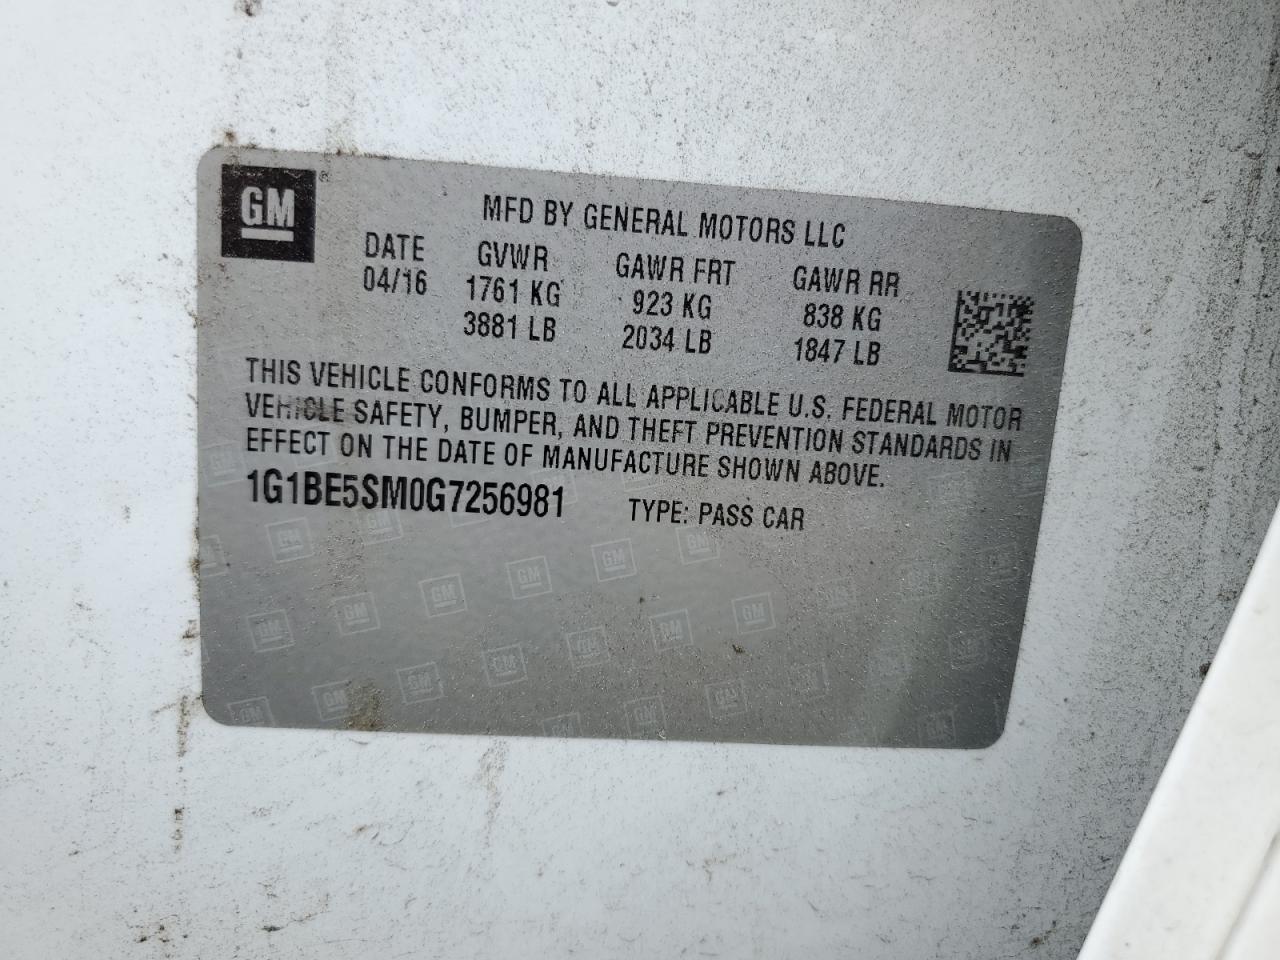 GM
MFD BY GENERAL MOTORS LLC
DATE GVWR GAWR FRT GAWR RR
04/16 1761 KG 923 KG 838 KG
3881 LB 2034 LB 1847 LB
THIS VEHICLE CONFORMS TO ALL APPLICABLE U.S. FEDERAL MOTOR
VEHICLE SAFETY, BUMPER, AND THEFT PREVENTION STANDARDS IN
EFFECT ON THE DATE OF MANUFACTURE SHOWN ABOVE.
1G1BE5SM0G7256981 TYPE: PASS CAR